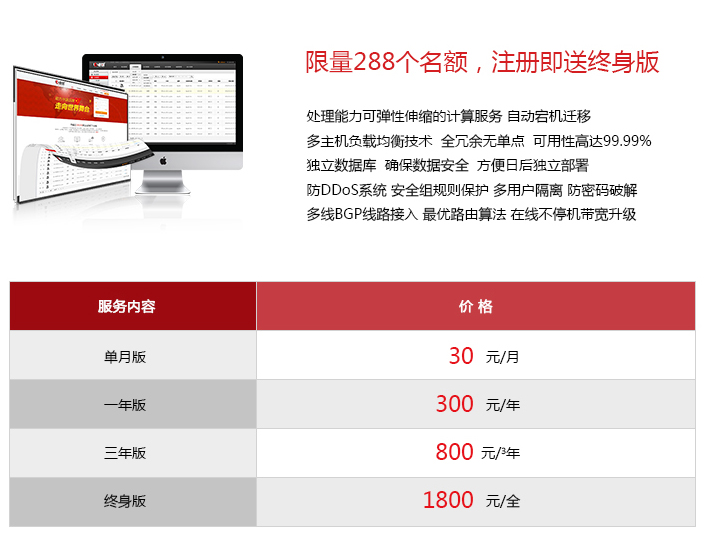 限量288个名额，注册即送终身版
处理能力可弹性伸缩的计算服务 自动宕机迁移
多主机负载均衡技术 全冗余无单点 可用性高达99.99%
独立数据库 确保数据安全 方便日后独立部署
防DDoS系统 安全组规则保护 多用户隔离 防密码破解
多线BGP线路接入 最优路由算法 在线不停机带宽升级
走向世界舞台
服务内容 价 格
单月版 30 元/月
一年版 300 元/年
三年版 800 元/³年
终身版 1800 元/全